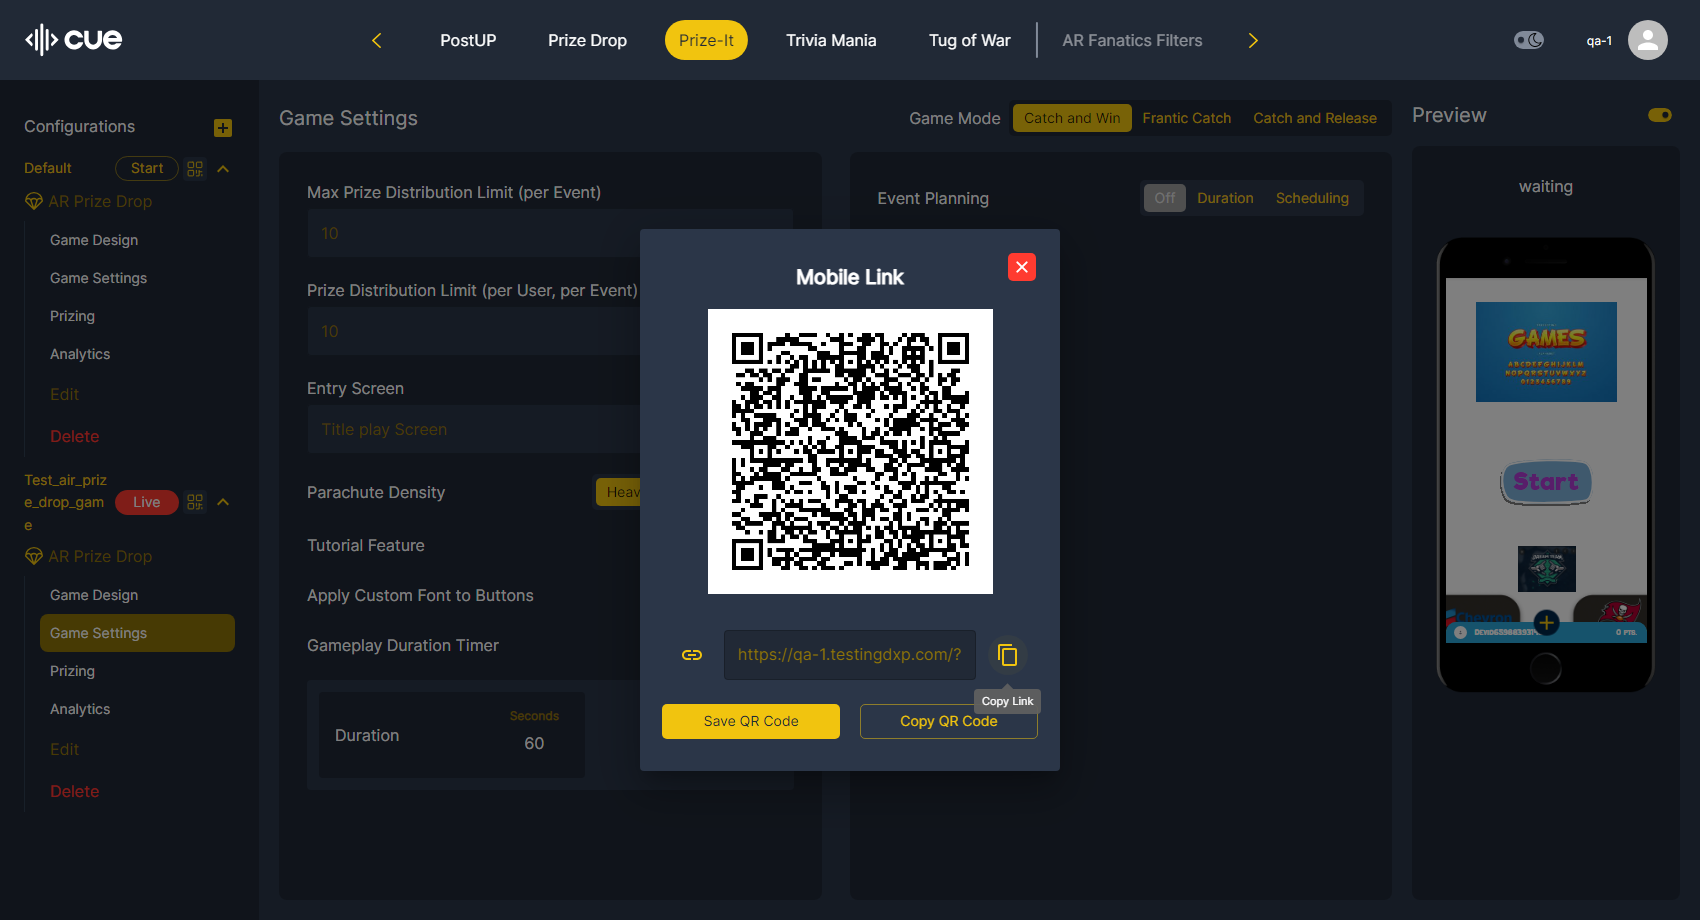 cue
PostUP
Prize Drop
Prize-It
Trivia Mania
Tug of War
AR Fanatics Filters
qa-1
Configurations
Default
Start
AR Prize Drop
Game Design
Game Settings
Prizing
Analytics
Edit
Delete
Test_air_priz
e_drop_gam
e
Live
AR Prize Drop
Game Design
Game Settings
Prizing
Analytics
Edit
Delete
Game Settings
Game Mode
Catch and Win
Frantic Catch
Catch and Release
Max Prize Distribution Limit (per Event)
10
Prize Distribution Limit (per User, per Event)
10
Entry Screen
Title play Screen
Parachute Density
Heav
Tutorial Feature
Apply Custom Font to Buttons
Gameplay Duration Timer
Duration
Seconds
60
Event Planning
Off
Duration
Scheduling
Mobile Link
https://qa-1.testingdxp.com/?
Copy Link
Save QR Code
Copy QR Code
Preview
waiting
GAMES
ABCDEFGHIJKLM
NOPQRSTUVWXYZ
0123456789
Start
Chevron
0 PTS.